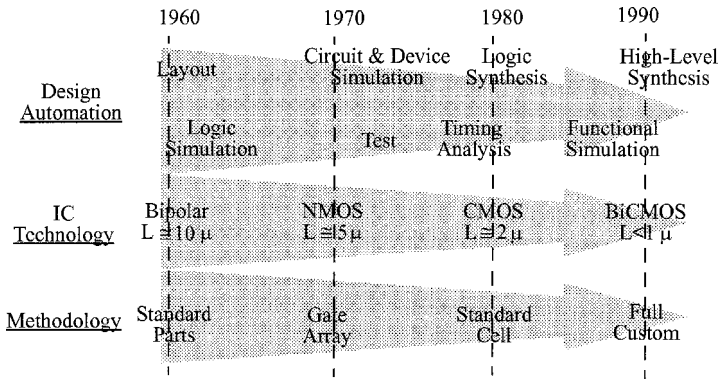 1960 1970 1980 1990
Layout
Circuit & Device
Simulation
Logic
Synthesis
High-Level
Synthesis
Design
Automation
Logic
Simulation
Test
Timing
Analysis
Functional
Simulation
IC
Technology
Bipolar
L ≅ 10 μ
NMOS
L ≅ 5 μ
CMOS
L ≅ 2 μ
BiCMOS
L < 1 μ
Methodology
Standard
Parts
Gate
Array
Standard
Cell
Full
Custom